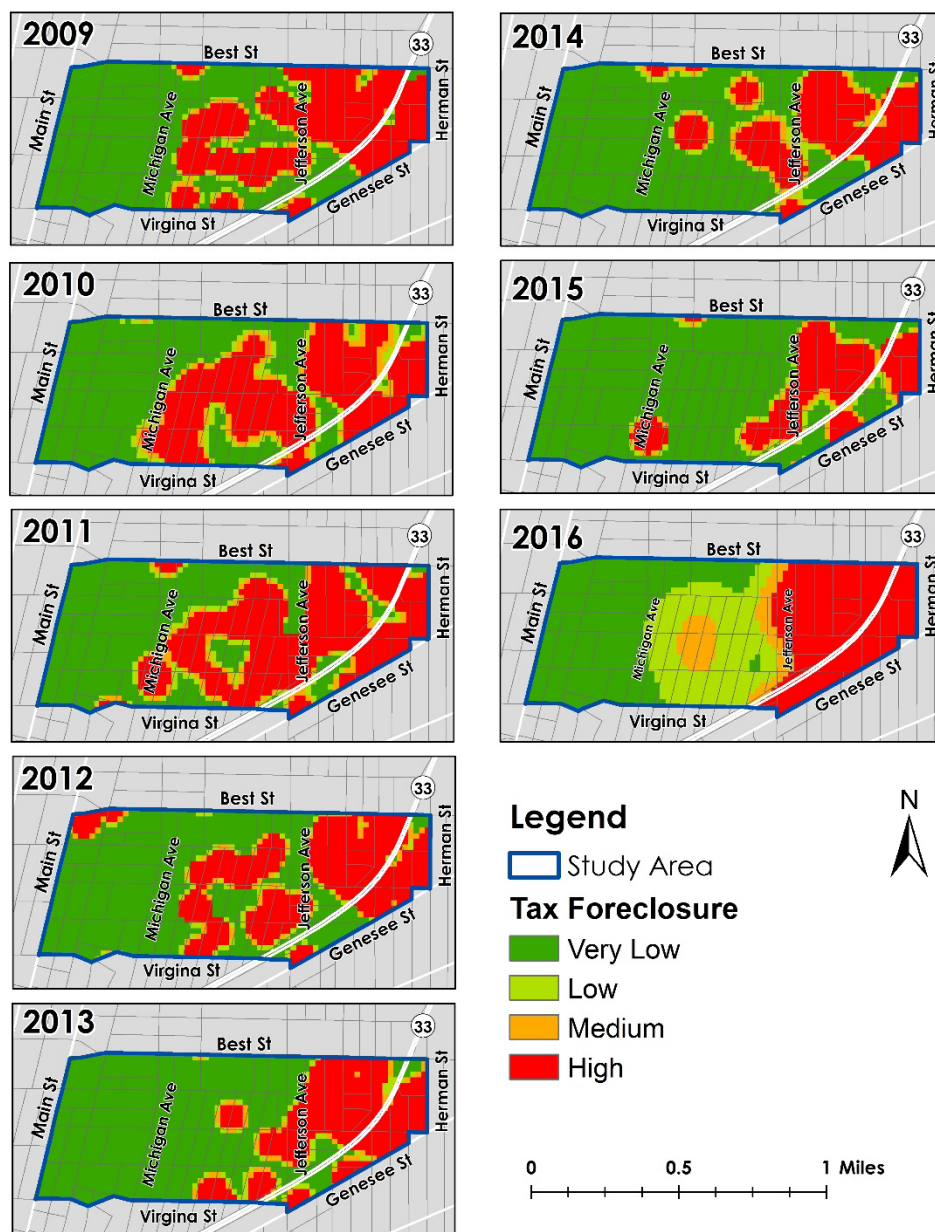 2009
Best St
33
Main St
Michigan Ave
Jefferson Ave
Herman St
Virgina St
Genesee St
2010
Best St
33
Main St
Michigan Ave
Jefferson Ave
Herman St
Virgina St
Genesee St
2011
Best St
33
Main St
Michigan Ave
Jefferson Ave
Herman St
Virgina St
Genesee St
2012
Best St
33
Main St
Michigan Ave
Jefferson Ave
Herman St
Virgina St
Genesee St
2013
Best St
33
Main St
Michigan Ave
Jefferson Ave
Herman St
Virgina St
Genesee St
2014
Best St
33
Main St
Michigan Ave
Jefferson Ave
Herman St
Virgina St
Genesee St
2015
Best St
33
Main St
Michigan Ave
Jefferson Ave
Herman St
Virgina St
Genesee St
2016
Best St
33
Main St
Michigan Ave
Jefferson Ave
Herman St
Virgina St
Genesee St
Legend
Study Area
Tax Foreclosure
Very Low
Low
Medium
High
N
0 0.5 1 Miles